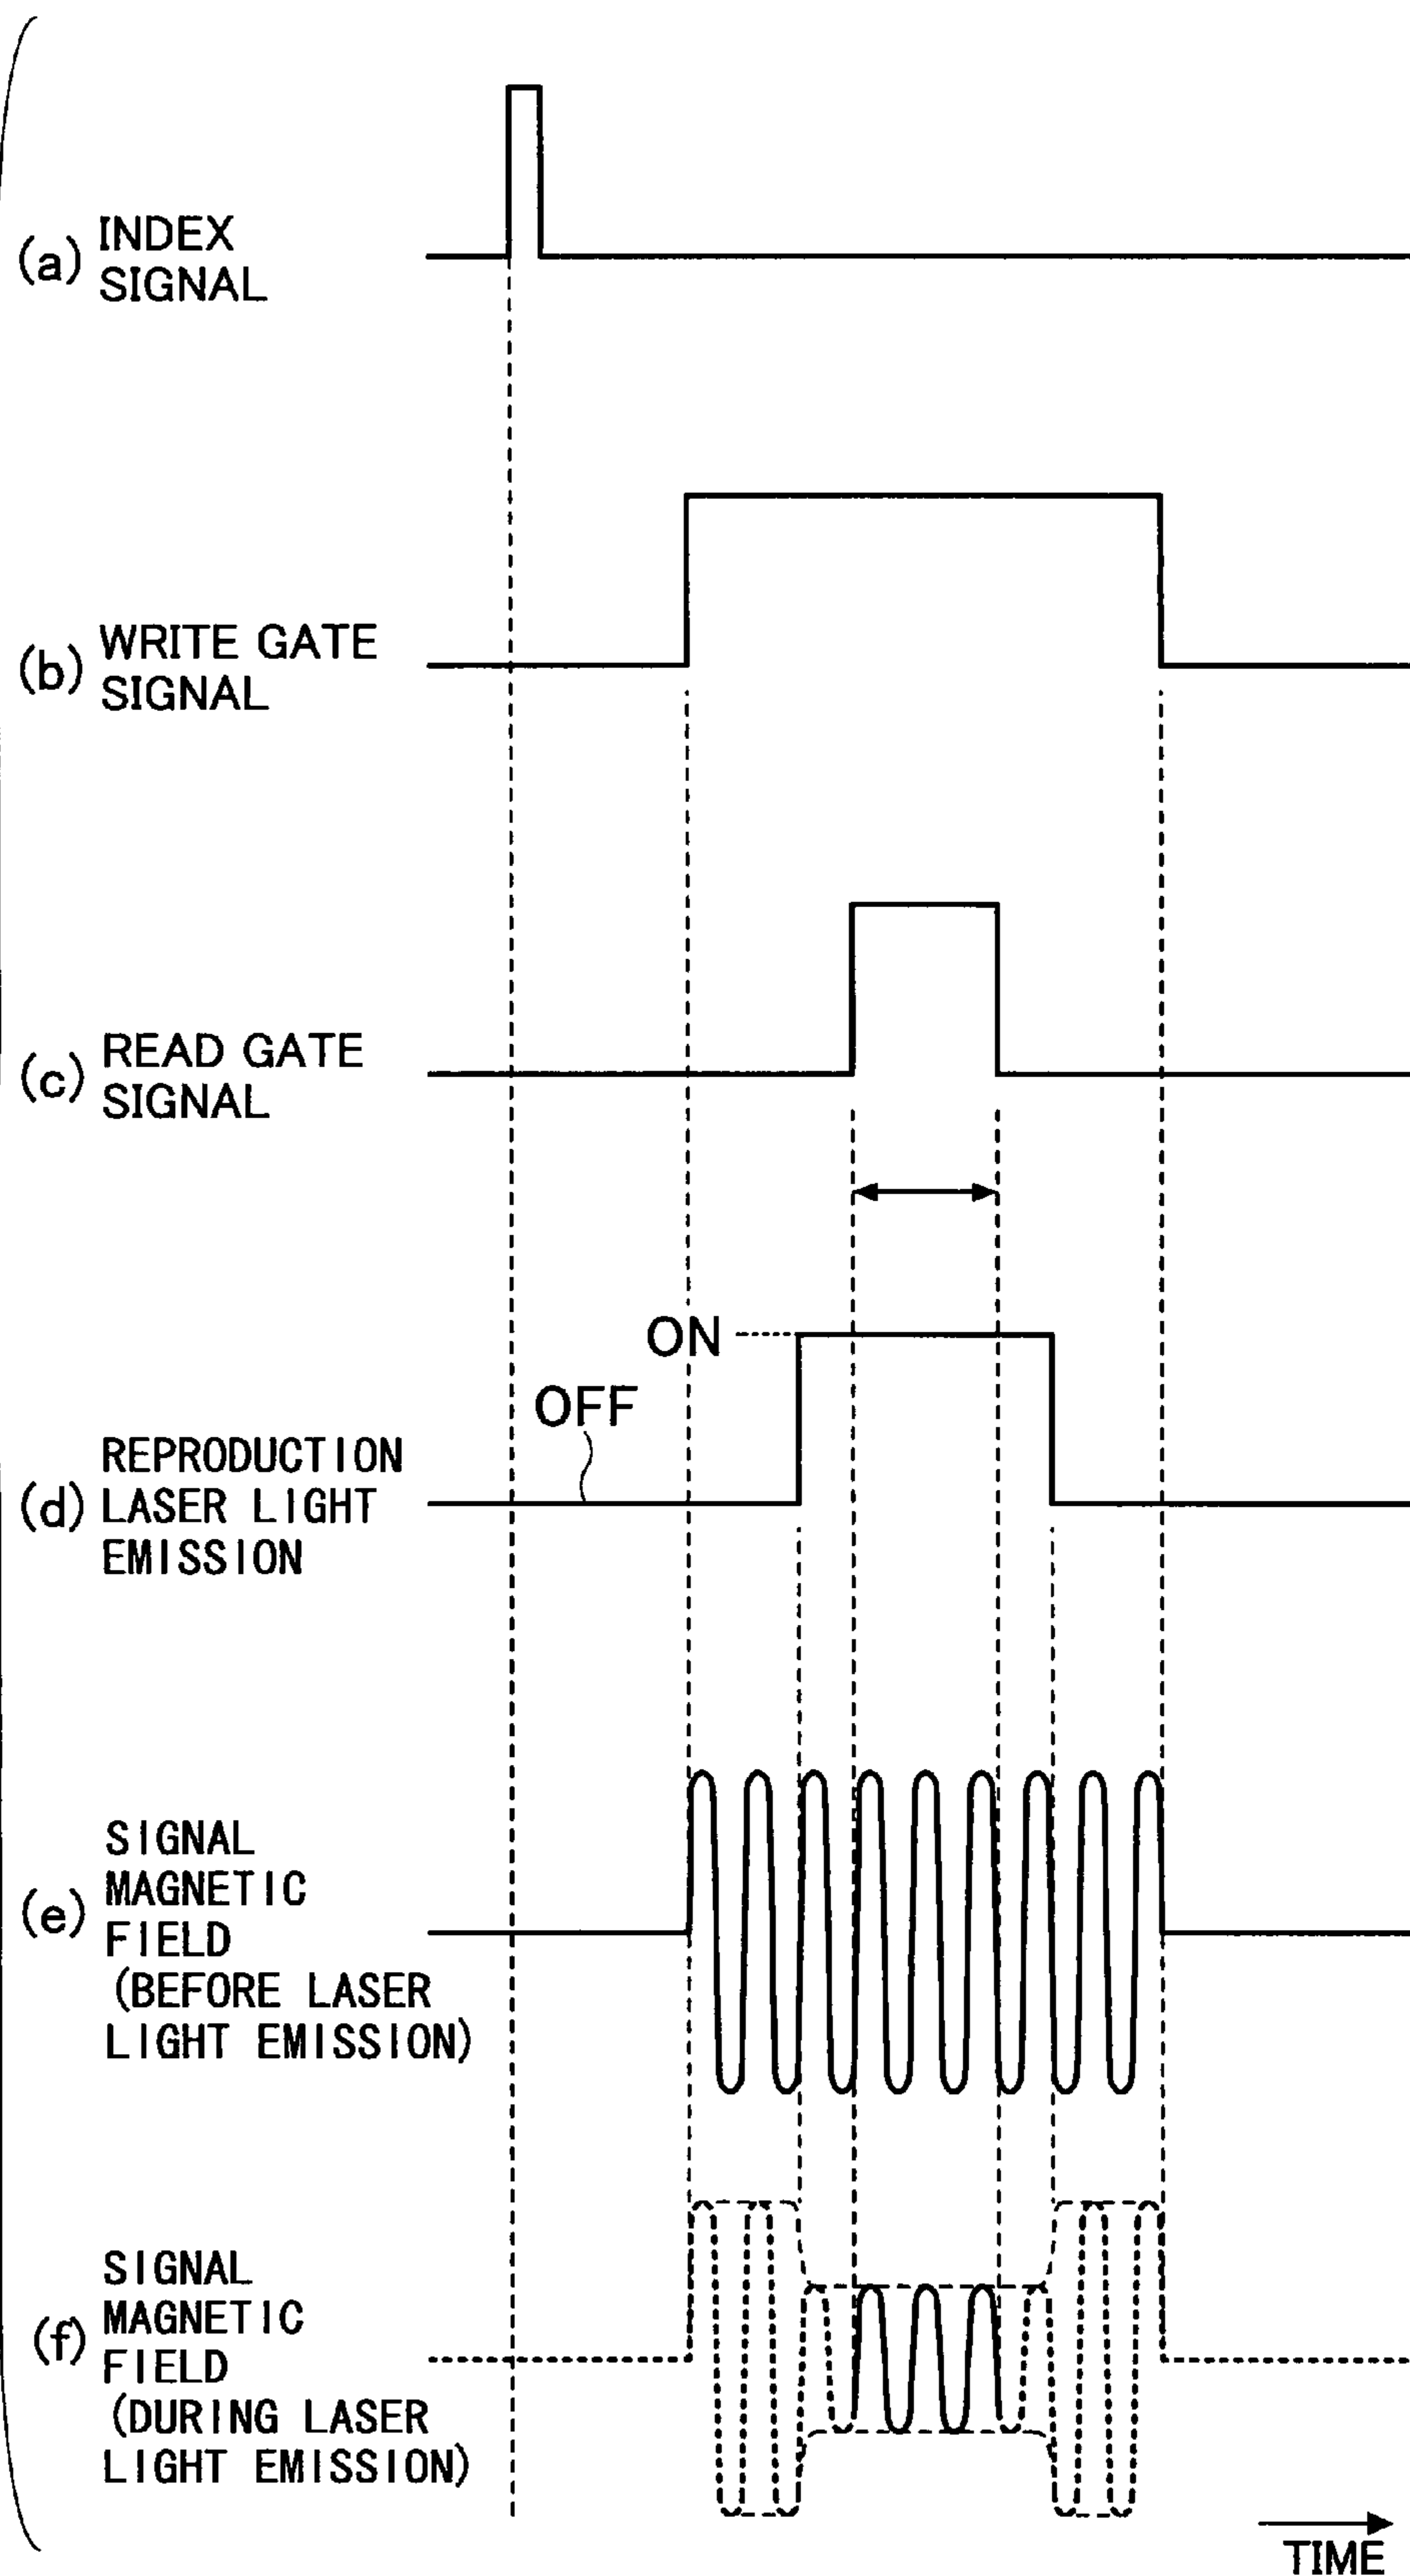 (a) INDEX
SIGNAL
(b) WRITE GATE
SIGNAL
(c) READ GATE
SIGNAL
ON
OFF
(d) REPRODUCTION
LASER LIGHT
EMISSION
(e) SIGNAL
MAGNETIC
FIELD
(BEFORE LASER
LIGHT EMISSION)
(f) SIGNAL
MAGNETIC
FIELD
(DURING LASER
LIGHT EMISSION)
TIME